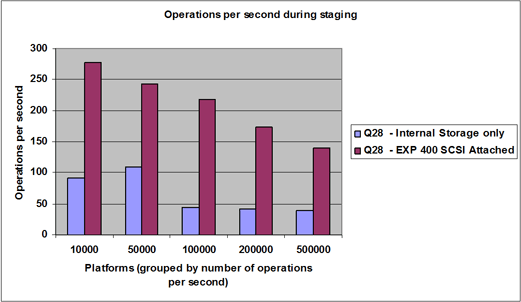 Operations per second during staging
Operations per second
300
250
200
150
100
50
0
10000 50000 100000 200000 500000
Platforms (grouped by number of operations
per second)
Q28 - Internal Storage only
Q28 - EXP 400 SCSI Attached